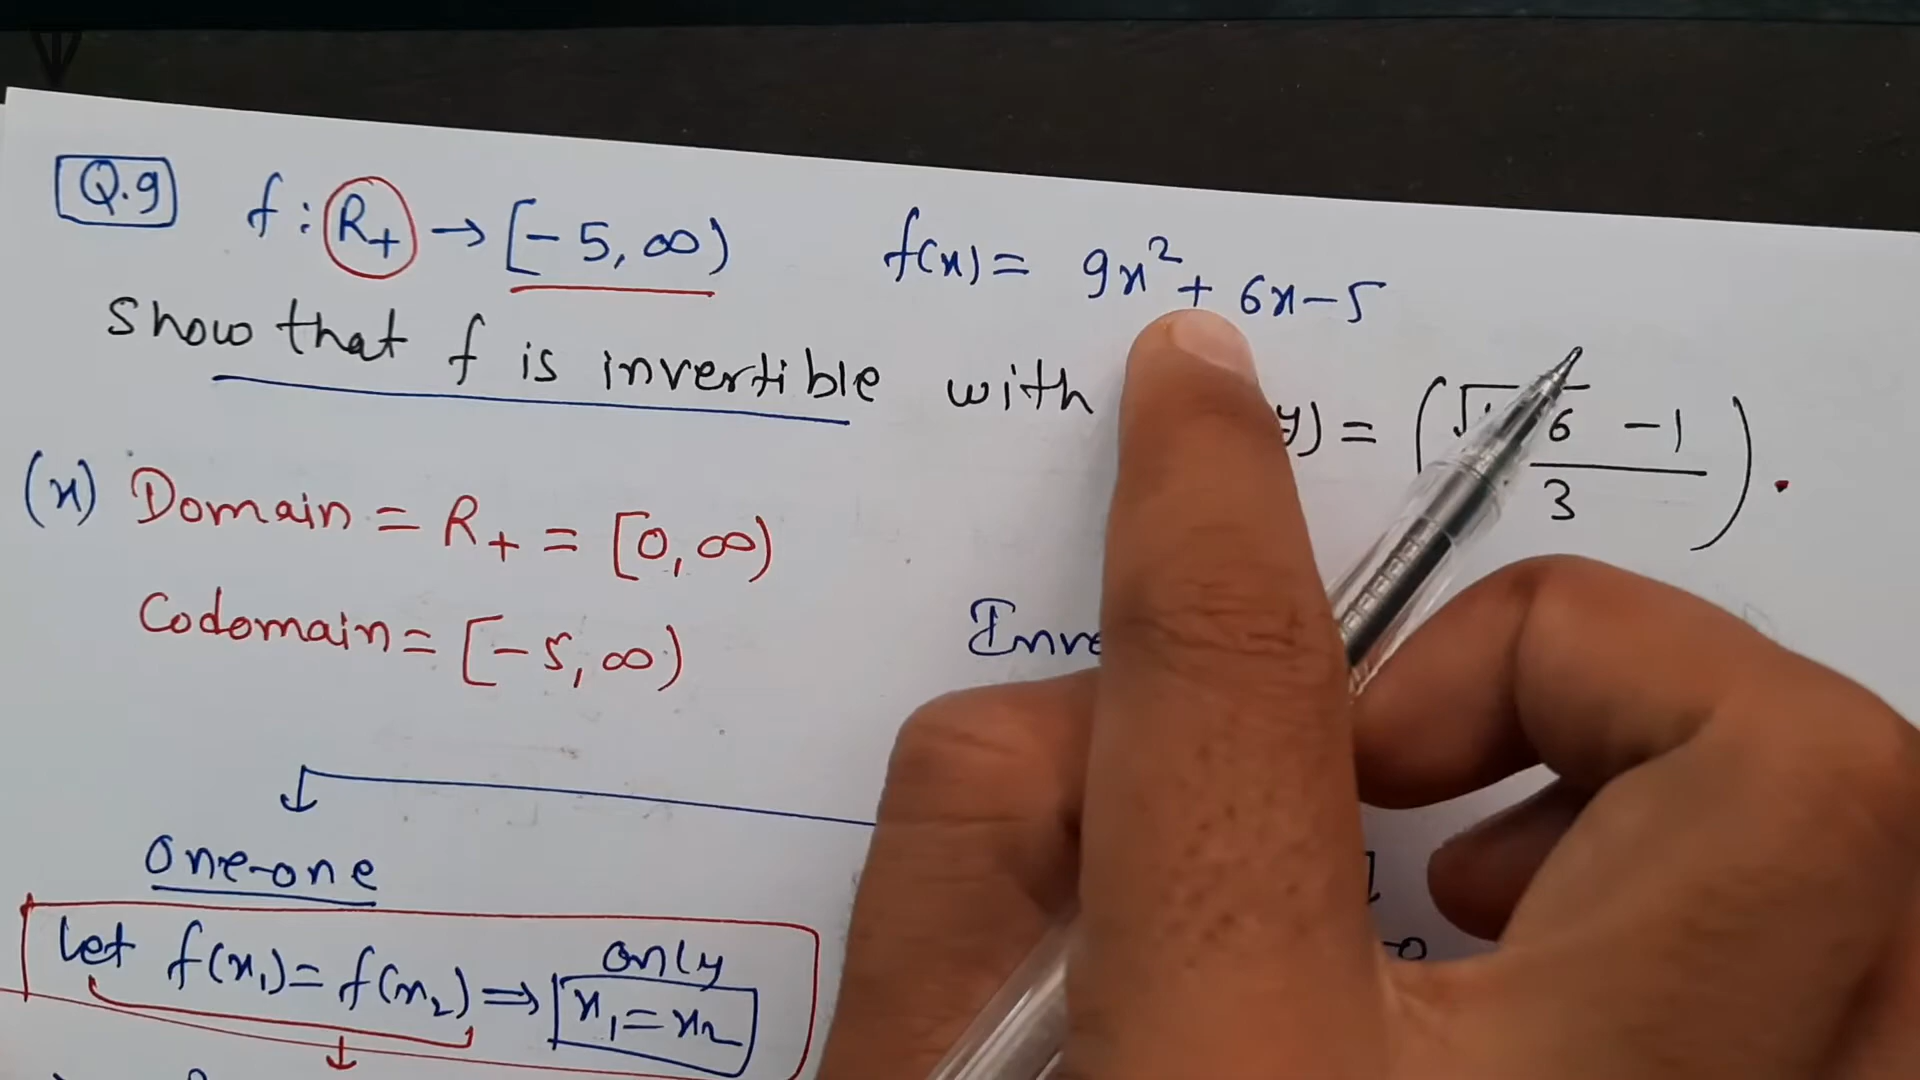 Q.9 f : R+ → [-5, ∞) f(x) = 9x² + 6x - 5
Show that f is invertible with y) = (√ 6 - 1 / 3).
(x) Domain = R+ = [0, ∞)
Codomain = [-5, ∞)
One-one
Let f(x₁) = f(x₂) ⇒ only x₁ = x₂